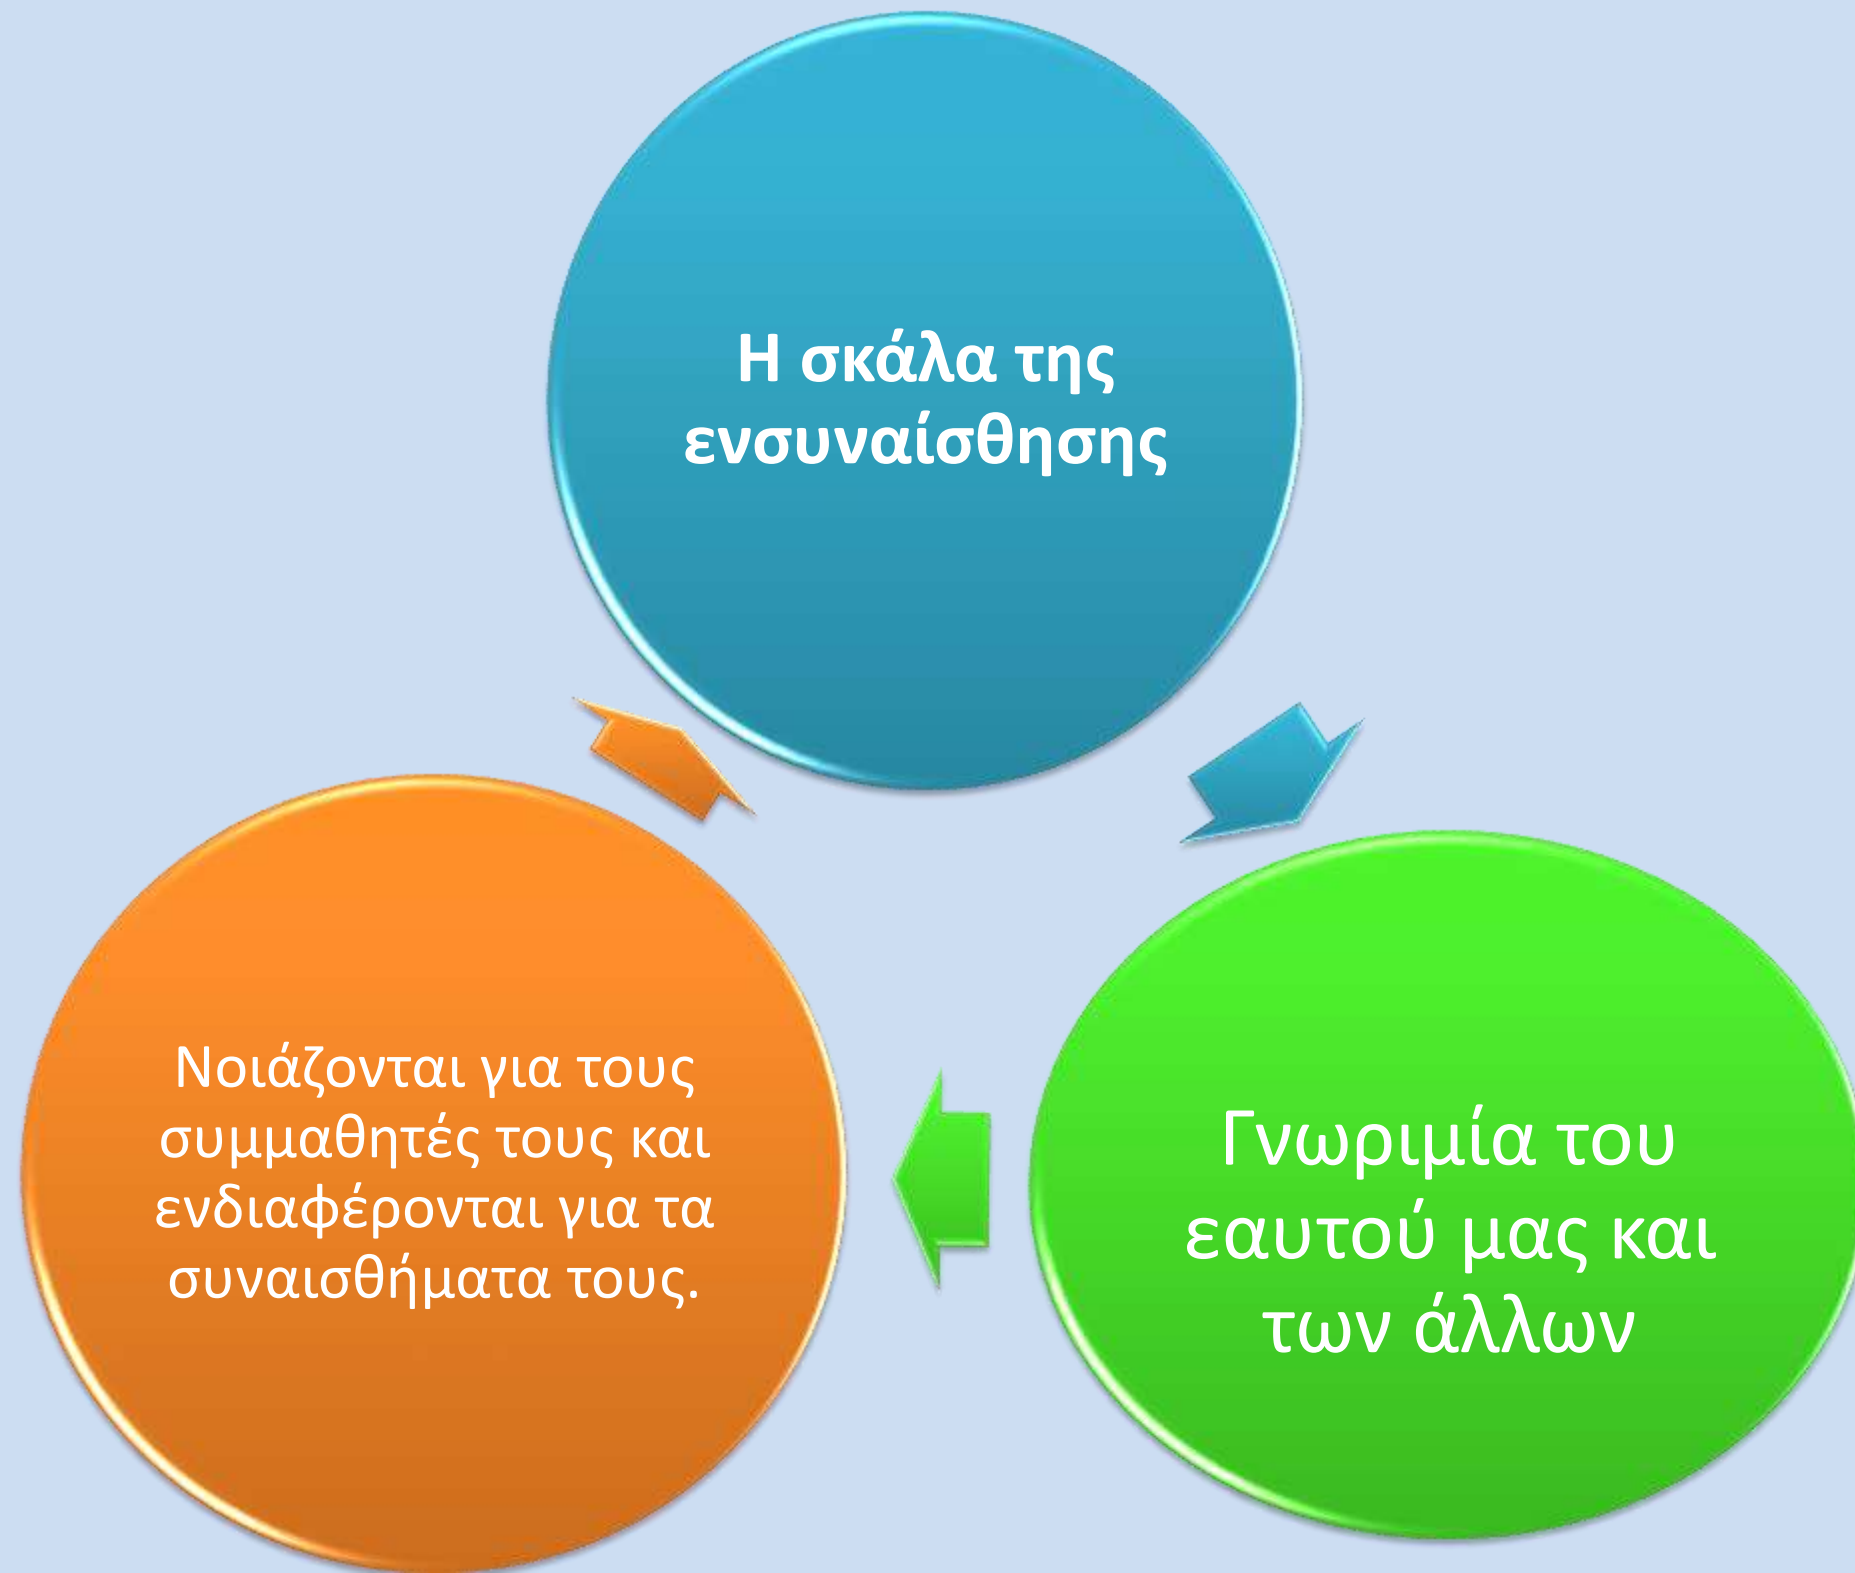 Η σκάλα της
ενσυναίσθησης
Γνωριμία του
εαυτού μας και
των άλλων
Νοιάζονται για τους
συμμαθητές τους και
ενδιαφέρονται για τα
συναισθήματα τους.